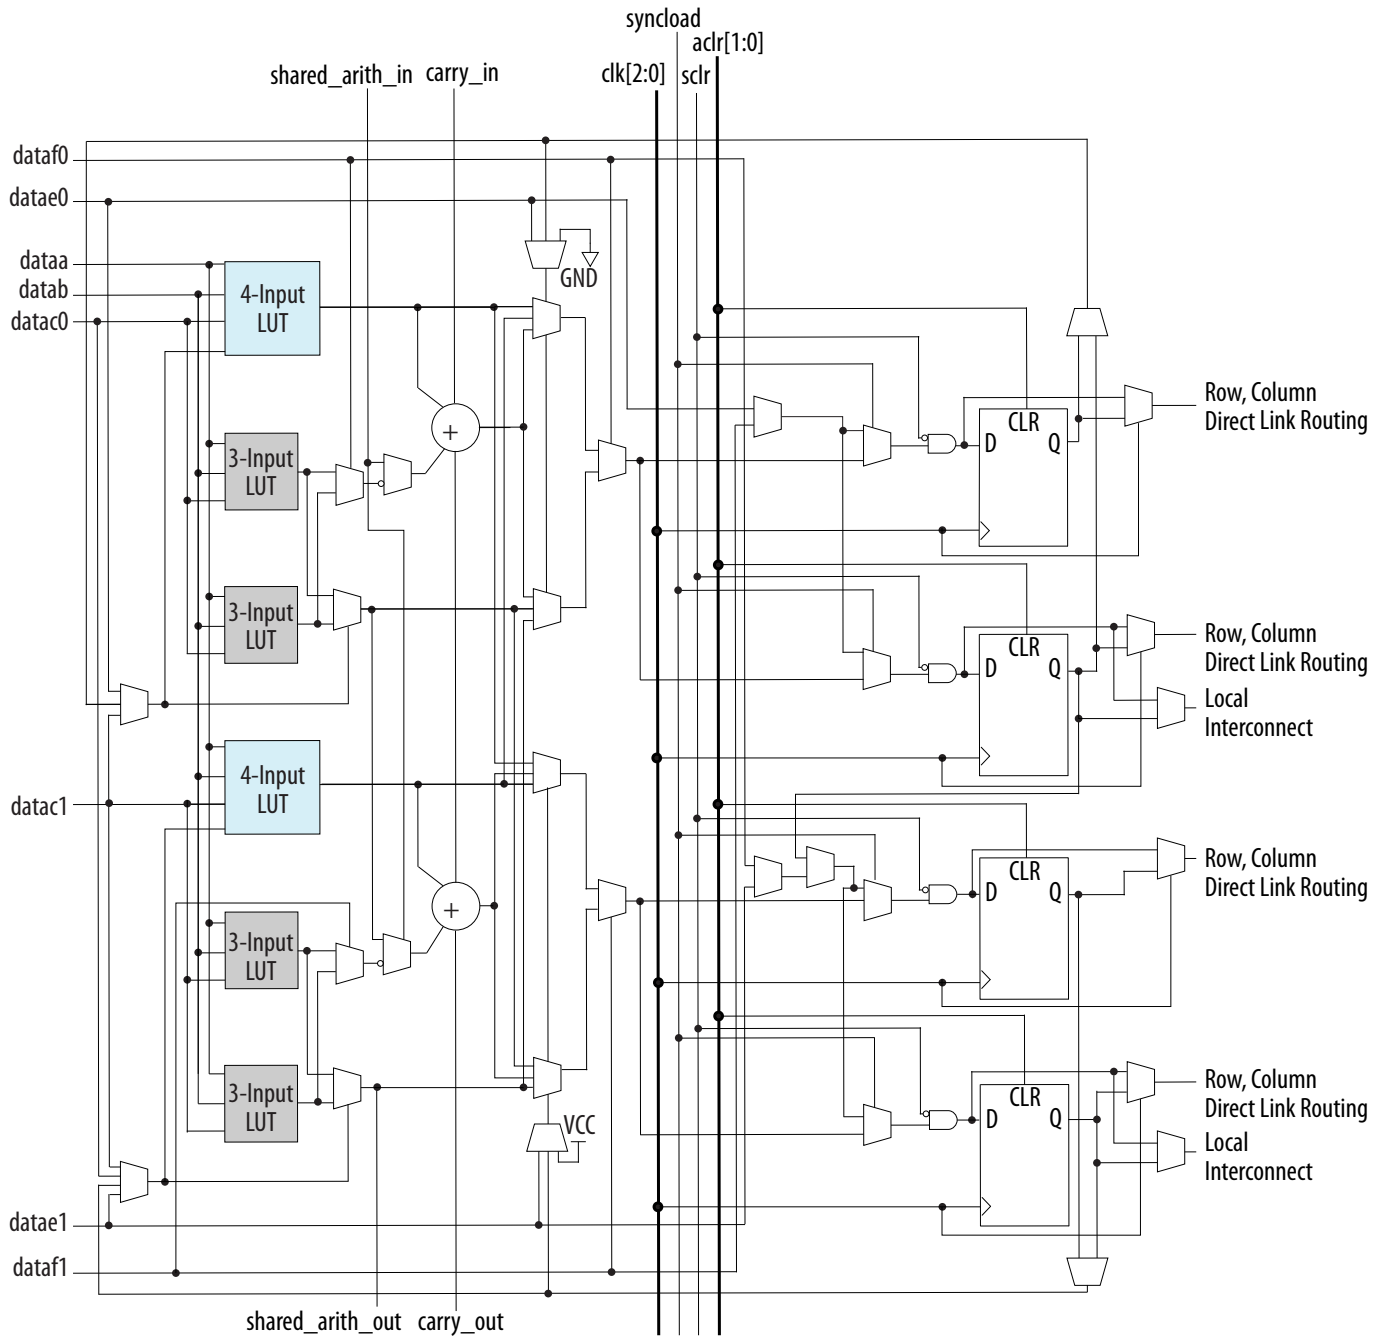 syncload
aclr[1:0]
shared_arith_in
carry_in
clk[2:0]
sclr
dataf0
datae0
dataa
datab
datac0
GND
4-Input
LUT
+
3-Input
LUT
3-Input
LUT
CLR
D
Q
Row, Column
Direct Link Routing
CLR
D
Q
Row, Column
Direct Link Routing
Local
Interconnect
4-Input
LUT
datac1
+
3-Input
LUT
3-Input
LUT
VCC
CLR
D
Q
Row, Column
Direct Link Routing
CLR
D
Q
Row, Column
Direct Link Routing
Local
Interconnect
datae1
dataf1
shared_arith_out
carry_out